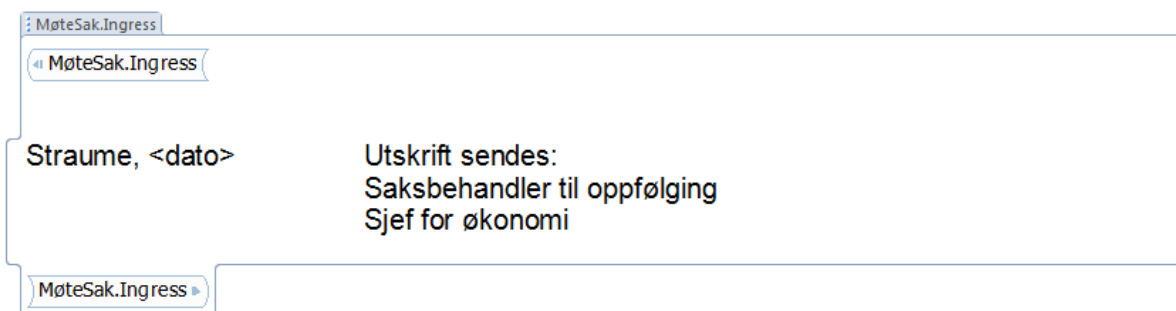 MøteSak.Ingress
MøteSak.Ingress
Straume, <dato> Utskrift sendes:
Saksbehandler til oppfølging
Sjef for økonomi
MøteSak.Ingress